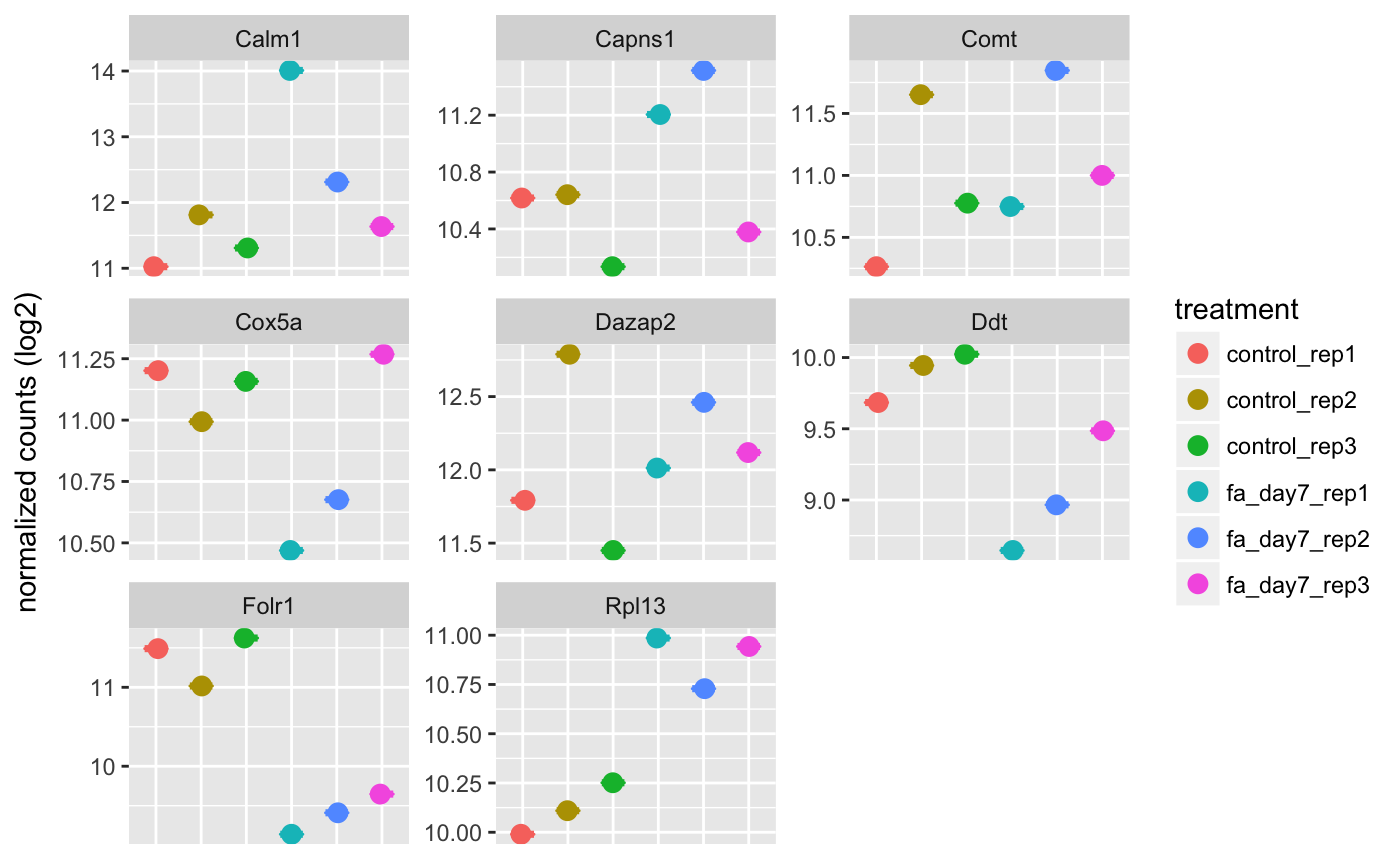 Calm1
Capns1
Comt
14
13
12
11
11.2
10.8
10.4
11.5
11.0
10.5
normalized counts (log2)
Cox5a
Dazap2
Ddt
11.25
11.00
10.75
10.50
12.5
12.0
11.5
10.0
9.5
9.0
Folr1
Rpl13
11
10
11.00
10.75
10.50
10.25
10.00
treatment
control_rep1
control_rep2
control_rep3
fa_day7_rep1
fa_day7_rep2
fa_day7_rep3